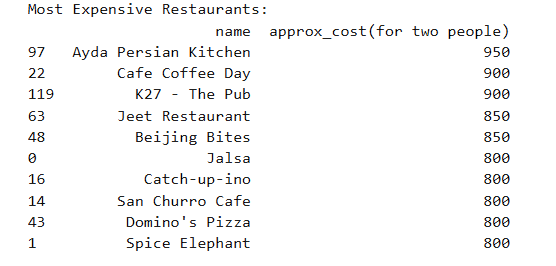 Most Expensive Restaurants:
name approx_cost(for two people)
97 Ayda Persian Kitchen 950
22 Cafe Coffee Day 900
119 K27 - The Pub 900
63 Jeet Restaurant 850
48 Beijing Bites 850
0 Jalsa 800
16 Catch-up-ino 800
14 San Churro Cafe 800
43 Domino's Pizza 800
1 Spice Elephant 800